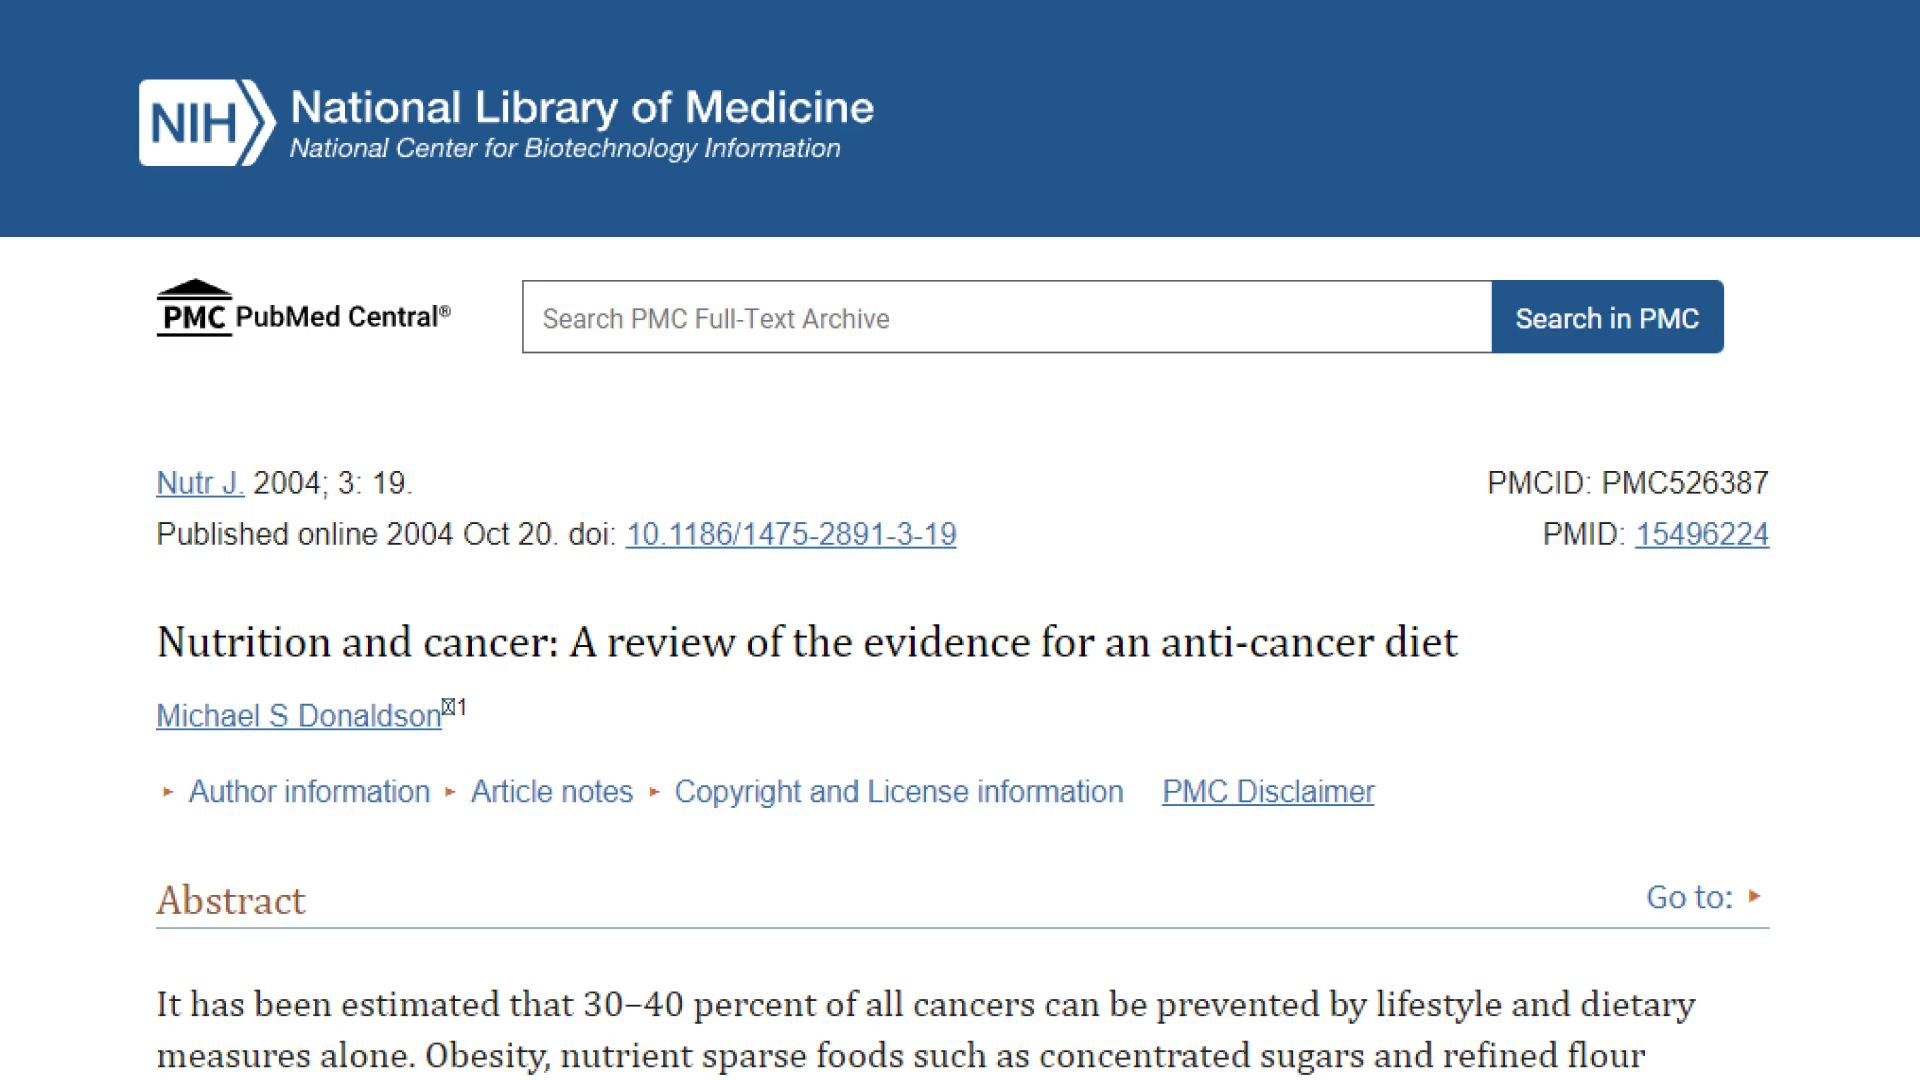 NIH National Library of Medicine
National Center for Biotechnology Information
PMC PubMed Central®
Search PMC Full-Text Archive
Search in PMC
Nutr J. 2004; 3: 19.
PMCID: PMC526387
Published online 2004 Oct 20. doi: 10.1186/1475-2891-3-19
PMID: 15496224
Nutrition and cancer: A review of the evidence for an anti-cancer diet
Michael S Donaldson 1
Author information Article notes Copyright and License information PMC Disclaimer
Abstract
Go to:
It has been estimated that 30–40 percent of all cancers can be prevented by lifestyle and dietary
measures alone. Obesity, nutrient sparse foods such as concentrated sugars and refined flour